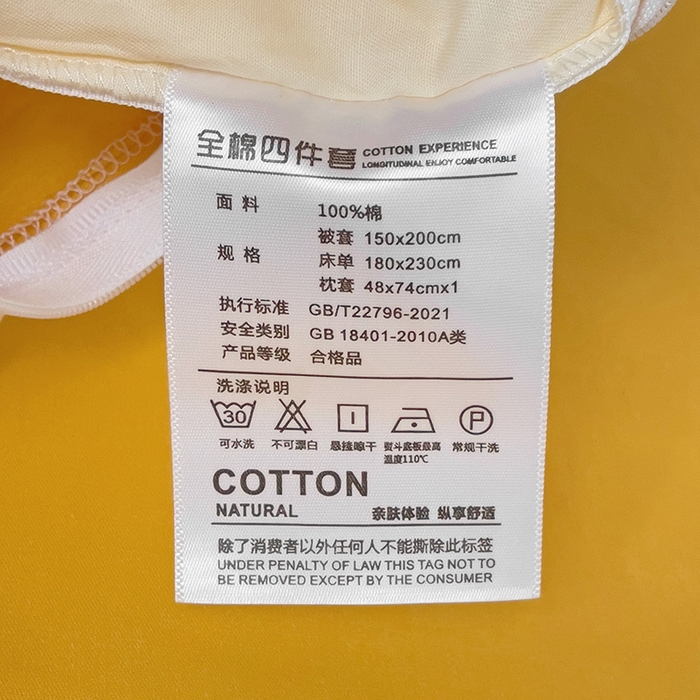 全棉四件套 COTTON EXPERIENCE
LONGITUDINAL ENJOY COMFORTABLE
面料 100%棉
规格 被套 150x200cm
床单 180x230cm
枕套 48x74cmx1
执行标准 GB/T22796-2021
安全类别 GB 18401-2010A类
产品等级 合格品
洗涤说明
30 P
可水洗 不可漂白 悬挂晾干 熨斗底板最高 常规干洗
温度110℃
COTTON
NATURAL 亲肤体验 纵享舒适
除了消费者以外任何人不能撕除此标签
UNDER PENALTY OF LAW THIS TAG NOT TO
BE REMOVED EXCEPT BY THE CONSUMER